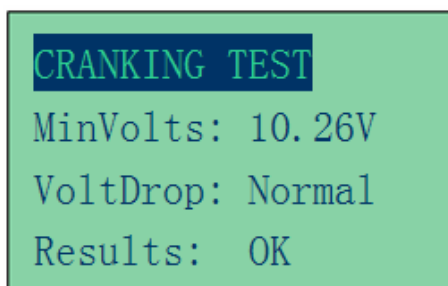 CRANKING TEST
MinVolts: 10.26V
VoltDrop: Normal
Results: OK